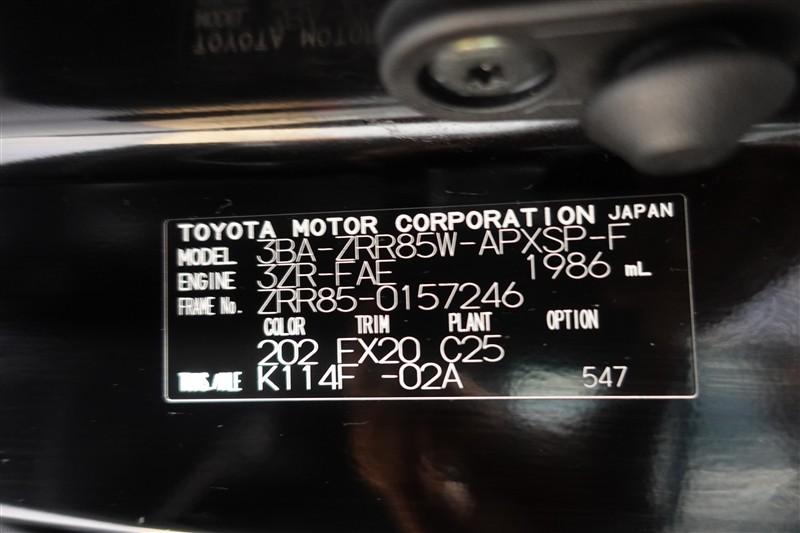 TOYOTA MOTOR CORPORATION JAPAN
MODEL 3BA-ZRR85W-APXSP-F
ENGINE 3ZR-FAE 1986 mL
FRAME No. ZRR85-0157246
COLOR TRIM PLANT OPTION
202 FX20 C25
TRANS/AXLE K114F -02A 547